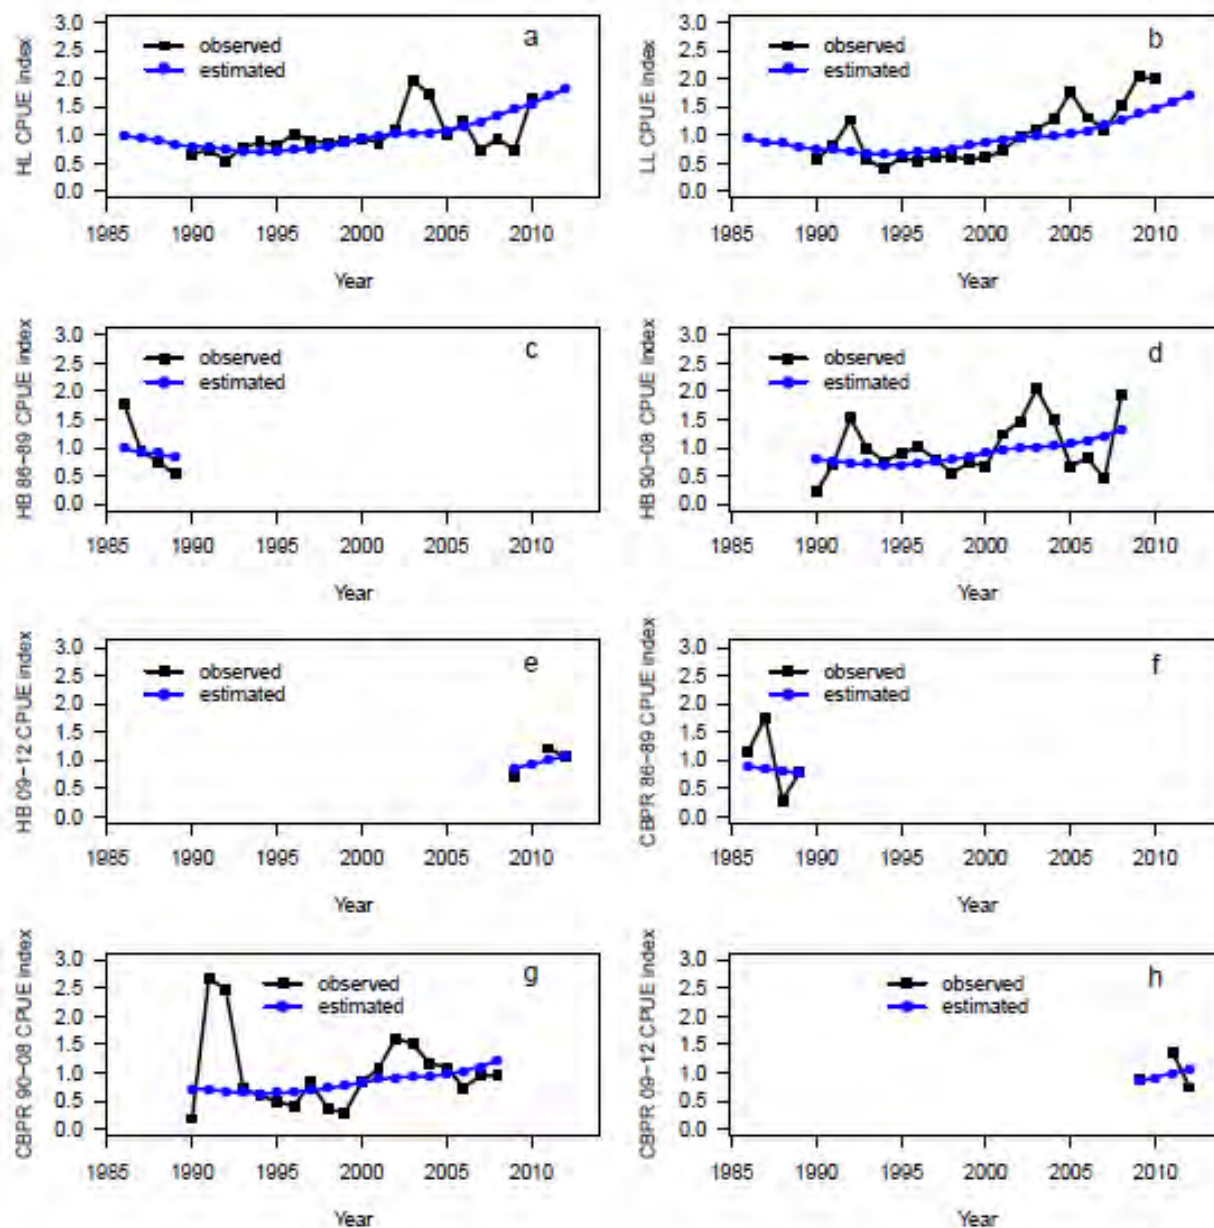 HL CPUE index
3.0
2.5
2.0
1.5
1.0
0.5
0.0
observed
estimated
a
1985 1990 1995 2000 2005 2010
Year
LL CPUE index
3.0
2.5
2.0
1.5
1.0
0.5
0.0
observed
estimated
b
1985 1990 1995 2000 2005 2010
Year
HB 86-89 CPUE index
3.0
2.5
2.0
1.5
1.0
0.5
0.0
observed
estimated
c
1985 1990 1995 2000 2005 2010
Year
HB 90-08 CPUE index
3.0
2.5
2.0
1.5
1.0
0.5
0.0
observed
estimated
d
1985 1990 1995 2000 2005 2010
Year
HB 09-12 CPUE index
3.0
2.5
2.0
1.5
1.0
0.5
0.0
observed
estimated
e
1985 1990 1995 2000 2005 2010
Year
CBPR 86-89 CPUE index
3.0
2.5
2.0
1.5
1.0
0.5
0.0
observed
estimated
f
1985 1990 1995 2000 2005 2010
Year
CBPR 90-08 CPUE index
3.0
2.5
2.0
1.5
1.0
0.5
0.0
observed
estimated
g
1985 1990 1995 2000 2005 2010
Year
CBPR 09-12 CPUE index
3.0
2.5
2.0
1.5
1.0
0.5
0.0
observed
estimated
h
1985 1990 1995 2000 2005 2010
Year